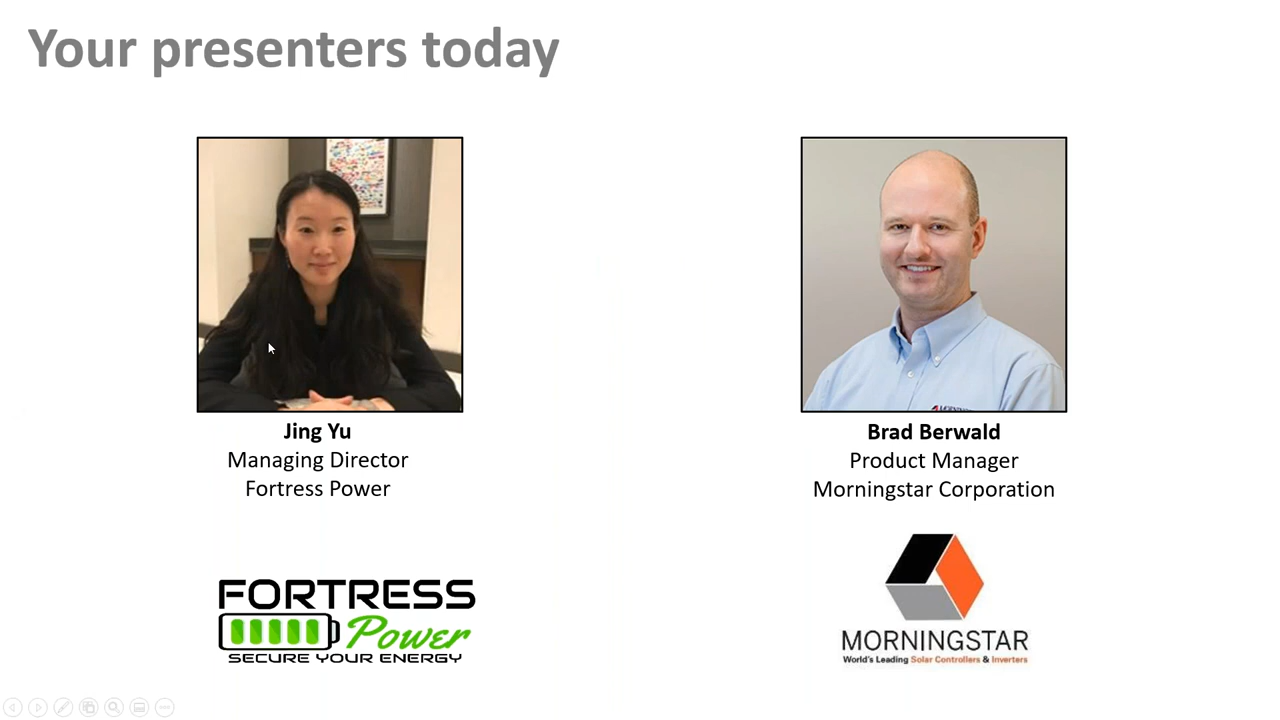 Your presenters today
Jing Yu
Managing Director
Fortress Power
FORTRESS
Power
SECURE YOUR ENERGY
Brad Berwald
Product Manager
Morningstar Corporation
MORNINGSTAR
World's Leading Solar Controllers & Inverters